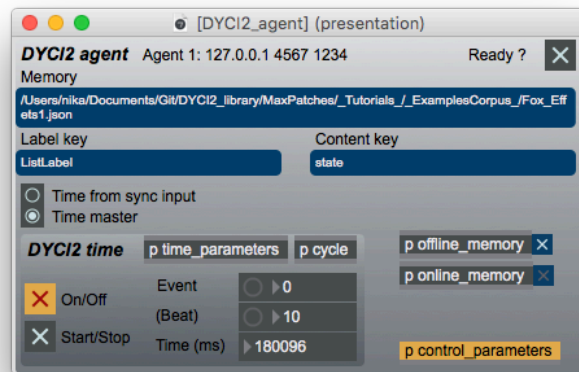 [DYCI2_agent] (presentation)
DYCI2 agent Agent 1: 127.0.0.1 4567 1234 Ready ?
Memory
/Users/nika/Documents/Git/DYCI2_library/MaxPatches/_Tutorials_/_ExamplesCorpus_/Fox_Eff
ets1.json
Label key Content key
ListLabel state
Time from sync input
Time master
DYCI2 time p time_parameters p cycle p offline_memory
p online_memory
On/Off Event 0
(Beat) 10
Start/Stop Time (ms) 180096
p control_parameters